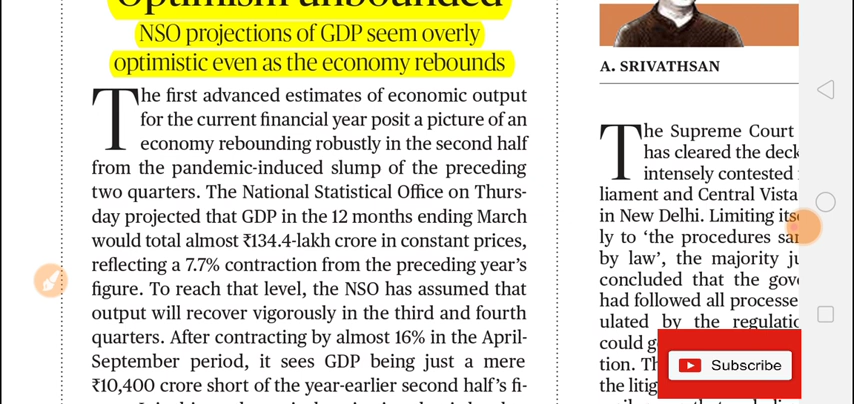 Optimism unbounded
NSO projections of GDP seem overly
optimistic even as the economy rebounds
The first advanced estimates of economic output
for the current financial year posit a picture of an
economy rebounding robustly in the second half
from the pandemic-induced slump of the preceding
two quarters. The National Statistical Office on Thurs-
day projected that GDP in the 12 months ending March
would total almost ₹134.4-lakh crore in constant prices,
reflecting a 7.7% contraction from the preceding year's
figure. To reach that level, the NSO has assumed that
output will recover vigorously in the third and fourth
quarters. After contracting by almost 16% in the April-
September period, it sees GDP being just a mere
₹10,400 crore short of the year-earlier second half's fi-
A. SRIVATHSAN
The Supreme Court
has cleared the deck
intensely contested
liament and Central Vista
in New Delhi. Limiting its
ly to 'the procedures sa
by law', the majority ju
concluded that the gov
had followed all processe
ulated by the regulatio
could g
tion. Th
the litig
Subscribe